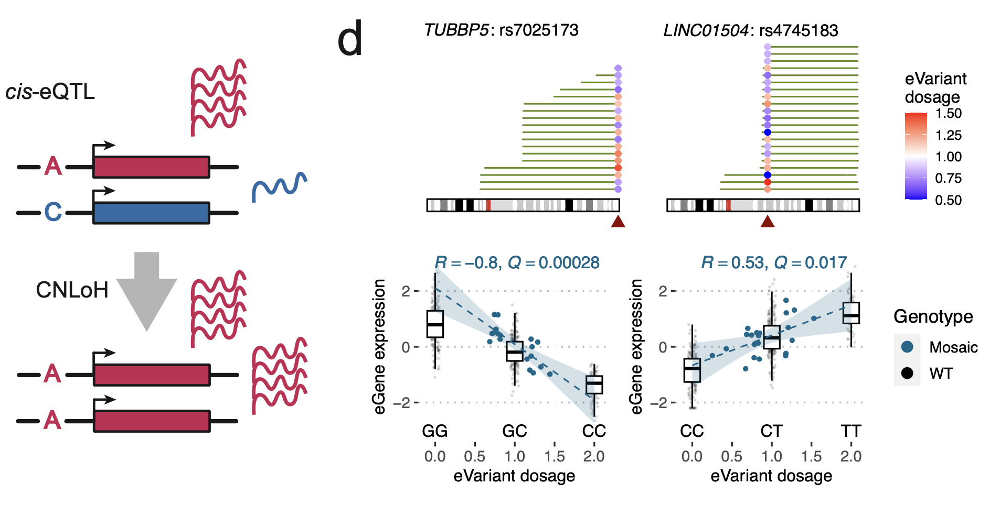 cis-eQTL
A
C
CNLoH
A
A
d
TUBBP5: rs7025173
LINC01504: rs4745183
eVariant
dosage
1.50
1.25
1.00
0.75
0.50
R = −0.8, Q = 0.00028
eGene expression
2
0
−2
GG GC CC
0.0 0.5 1.0 1.5 2.0
eVariant dosage
R = 0.53, Q = 0.017
eGene expression
2
0
−2
CC CT TT
0.0 0.5 1.0 1.5 2.0
eVariant dosage
Genotype
Mosaic
WT